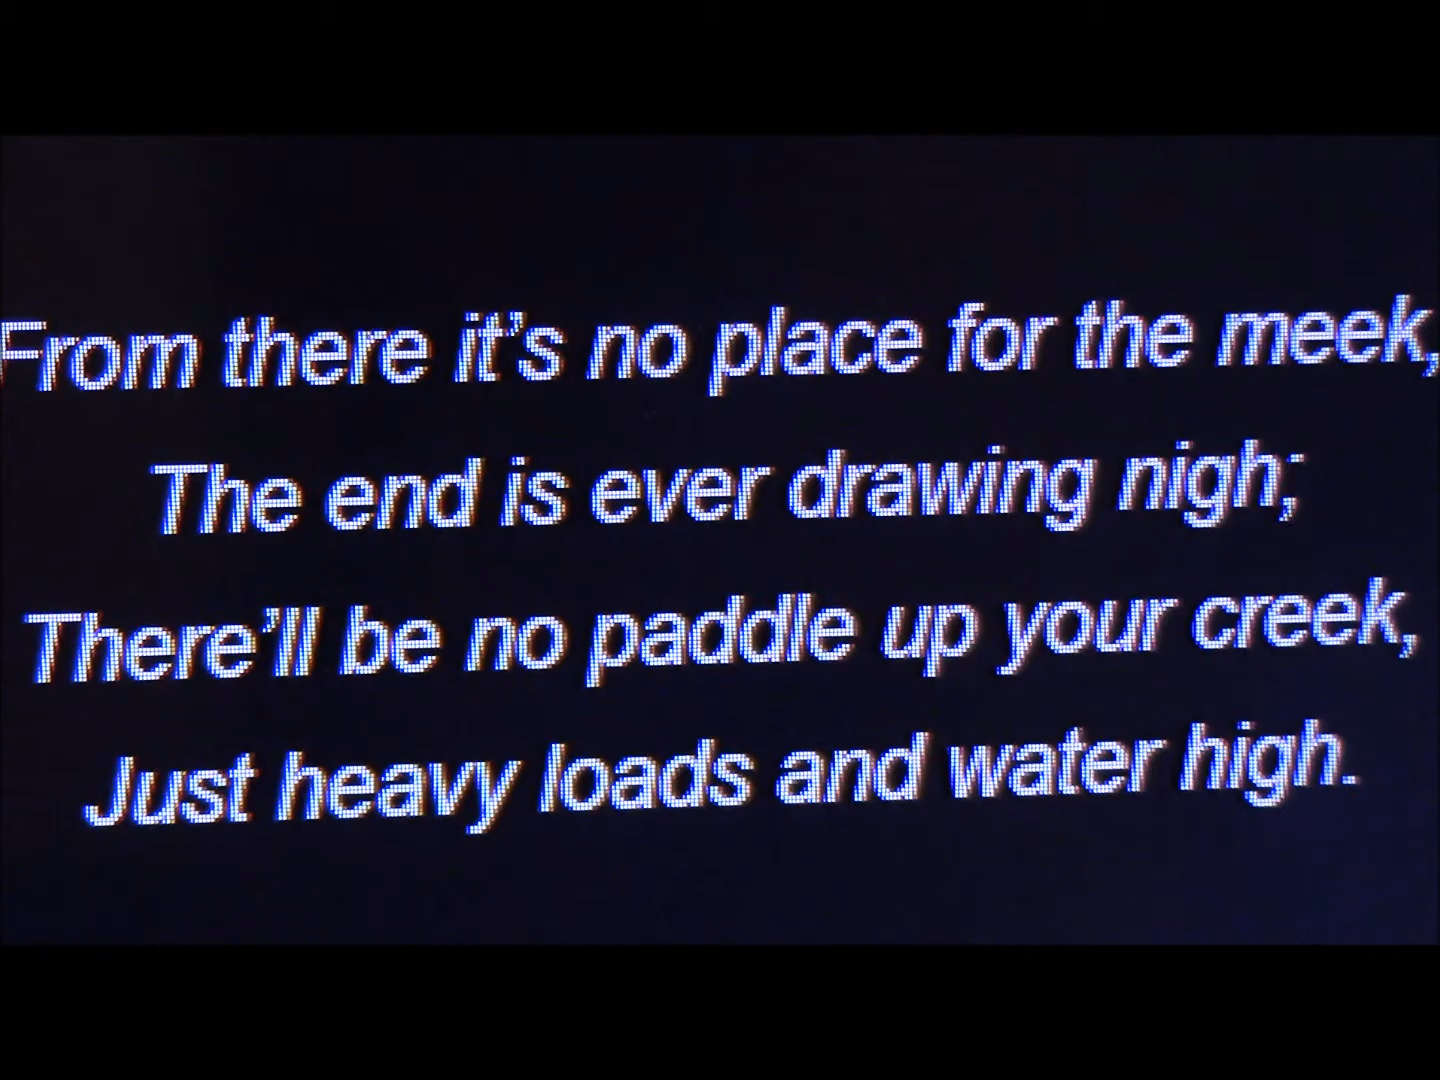 From there it's no place for the meek,
The end is ever drawing nigh;
There'll be no paddle up your creek,
Just heavy loads and water high.